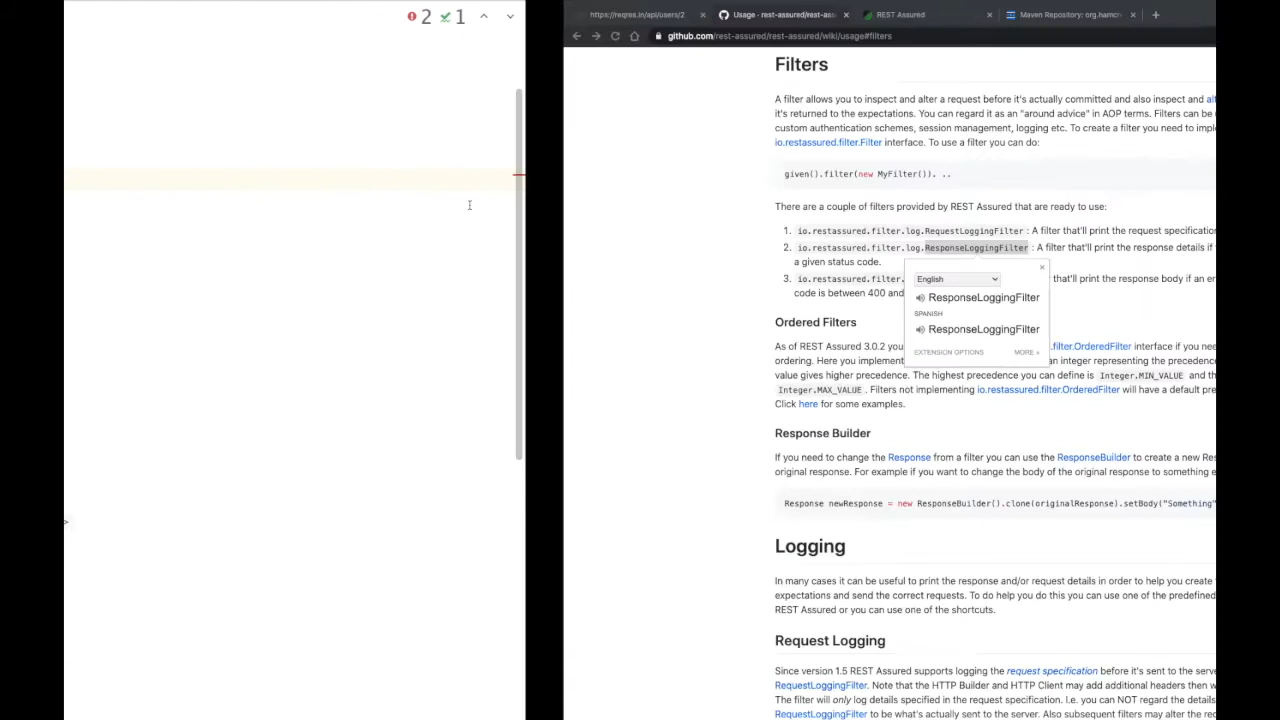 2 1
>
https://reqres.in/api/users/2
Usage · rest-assured/rest-ass
REST Assured
Maven Repository: org.hamcr
github.com/rest-assured/rest-assured/wiki/usage#filters
Filters
A filter allows you to inspect and alter a request before it's actually committed and also inspect and alt
it's returned to the expectations. You can regard it as an "around advice" in AOP terms. Filters can be
custom authentication schemes, session management, logging etc. To create a filter you need to imple
io.restassured.filter.Filter interface. To use a filter you can do:
given().filter(new MyFilter()). ..
There are a couple of filters provided by REST Assured that are ready to use:
1. io.restassured.filter.log.RequestLoggingFilter : A filter that'll print the request specification
2. io.restassured.filter.log.ResponseLoggingFilter : A filter that'll print the response details if
a given status code.
3. io.restassured.filter. that'll print the response body if an er
code is between 400 and
English
ResponseLoggingFilter
SPANISH
ResponseLoggingFilter
EXTENSION OPTIONS MORE »
Ordered Filters
As of REST Assured 3.0.2 you .filter.OrderedFilter interface if you need
ordering. Here you implement an integer representing the precedence
value gives higher precedence. The highest precedence you can define is Integer.MIN_VALUE and th
Integer.MAX_VALUE . Filters not implementing io.restassured.filter.OrderedFilter will have a default pre
Click here for some examples.
Response Builder
If you need to change the Response from a filter you can use the ResponseBuilder to create a new Res
original response. For example if you want to change the body of the original response to something e
Response newResponse = new ResponseBuilder().clone(originalResponse).setBody("Something"
Logging
In many cases it can be useful to print the response and/or request details in order to help you create
expectations and send the correct requests. To do help you do this you can use one of the predefined
REST Assured or you can use one of the shortcuts.
Request Logging
Since version 1.5 REST Assured supports logging the request specification before it's sent to the serve
RequestLoggingFilter. Note that the HTTP Builder and HTTP Client may add additional headers then w
The filter will only log details specified in the request specification. I.e. you can NOT regard the details
RequestLoggingFilter to be what's actually sent to the server. Also subsequent filters may alter the req